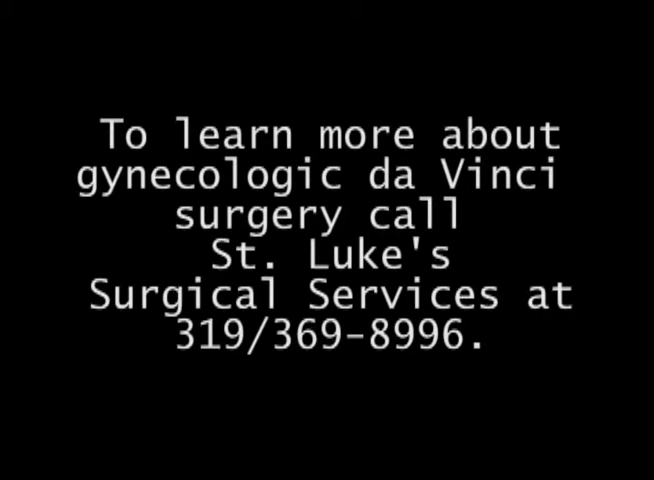 To learn more about
gynecologic da Vinci
surgery call
St. Luke's
Surgical Services at
319/369-8996.